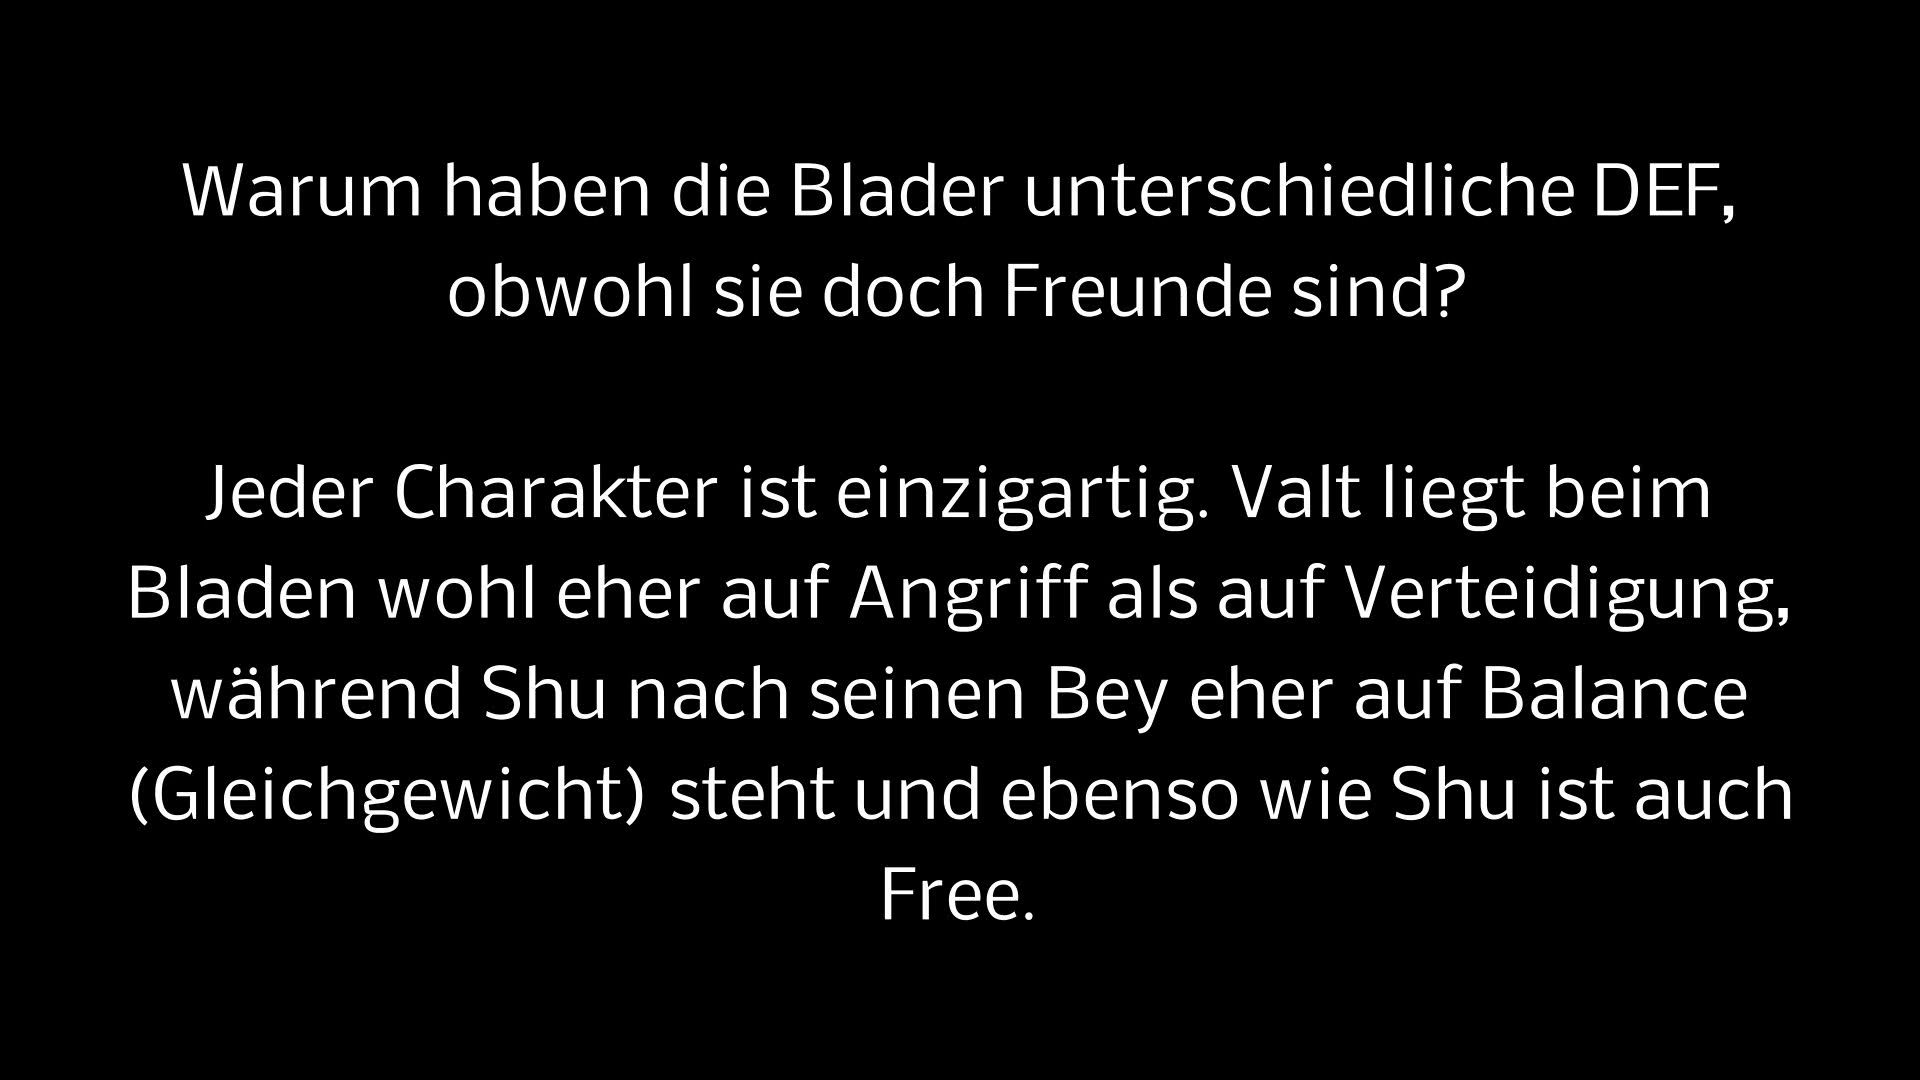 Warum haben die Blader unterschiedliche DEF,
obwohl sie doch Freunde sind?
Jeder Charakter ist einzigartig. Valt liegt beim
Bladen wohl eher auf Angriff als auf Verteidigung,
während Shu nach seinen Bey eher auf Balance
(Gleichgewicht) steht und ebenso wie Shu ist auch
Free.